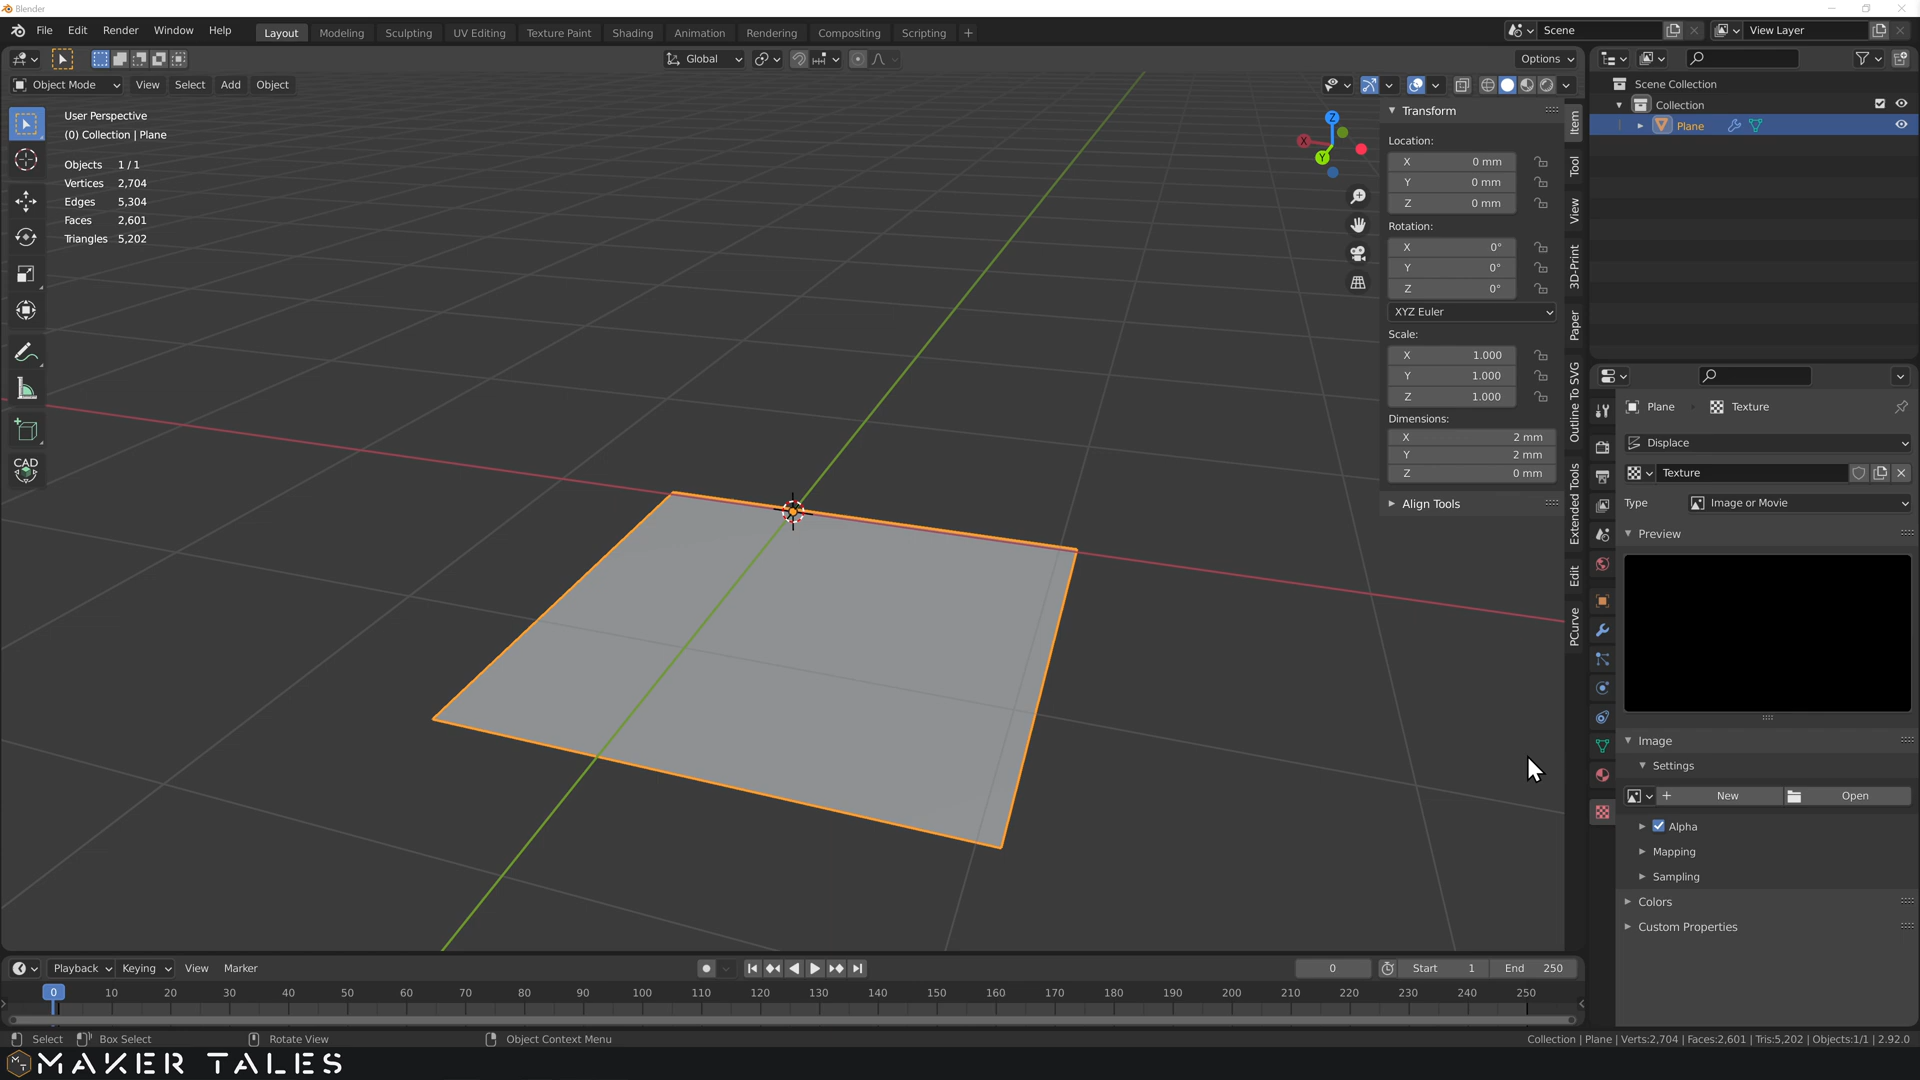 Blender
File Edit Render Window Help
Layout Modeling Sculpting UV Editing Texture Paint Shading Animation Rendering Compositing Scripting +
Scene
View Layer
Global
Options
Object Mode View Select Add Object
User Perspective
(0) Collection | Plane
Objects 1/1
Vertices 2,704
Edges 5,304
Faces 2,601
Triangles 5,202
CAD
X
Y
Z
Transform
Location:
X 0 mm
Y 0 mm
Z 0 mm
Rotation:
X 0°
Y 0°
Z 0°
XYZ Euler
Scale:
X 1.000
Y 1.000
Z 1.000
Dimensions:
X 2 mm
Y 2 mm
Z 0 mm
Align Tools
Item
Tool
View
3D-Print
Paper
Outline To SVG
Extended Tools
Edit
PCurve
Scene Collection
Collection
Plane
Plane Texture
Displace
Texture
Type Image or Movie
Preview
Image
Settings
+ New Open
Alpha
Mapping
Sampling
Colors
Custom Properties
Playback Keying View Marker
0 Start 1 End 250
0 10 20 30 40 50 60 70 80 90 100 110 120 130 140 150 160 170 180 190 200 210 220 230 240 250
Select Box Select Rotate View Object Context Menu
Collection | Plane | Verts:2,704 | Faces:2,601 | Tris:5,202 | Objects:1/1 | 2.92.0
MAKER TALES